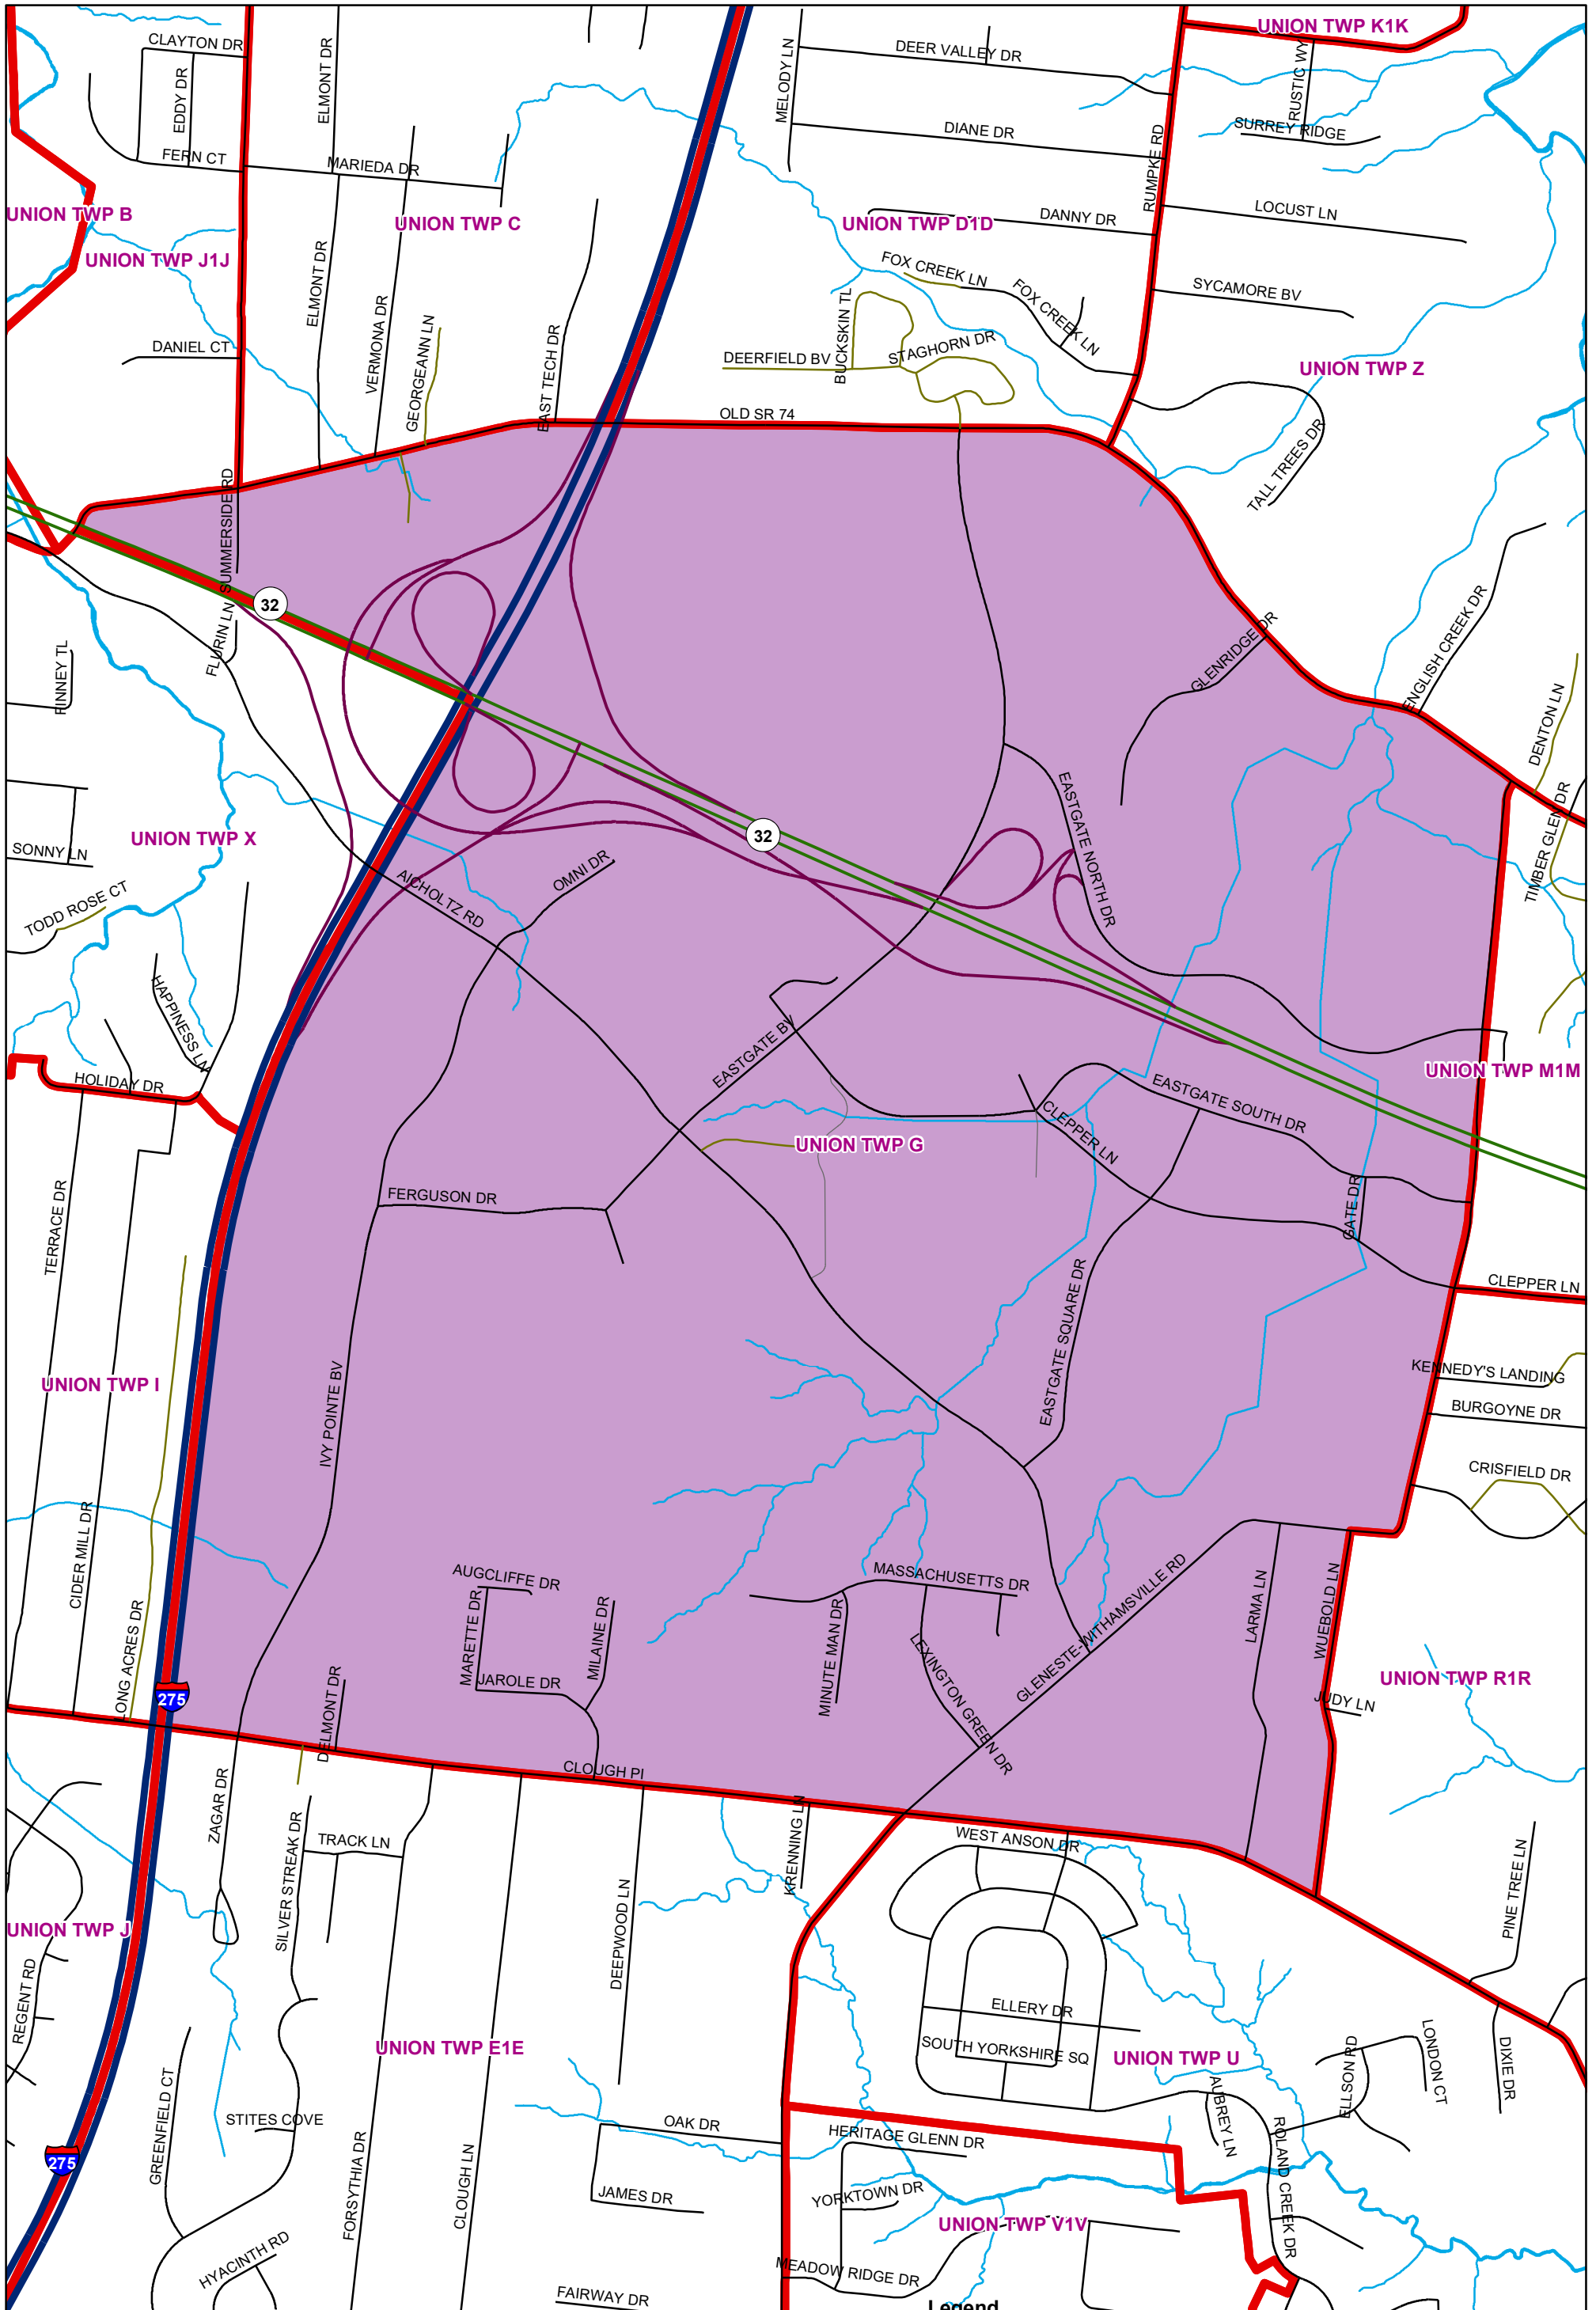 UNION TWP K1K
CLAYTON DR
EDDY DR
ELMONT DR
MELODY LN
DEER VALLEY DR
RUSTIC WY
FERN CT
MARIEDA DR
DIANE DR
SURREY RIDGE
RUMPKE RD
UNION TWP B
UNION TWP J1J
UNION TWP C
UNION TWP D1D
DANNY DR
LOCUST LN
ELMONT DR
VERMONA DR
GEORGEANN LN
EAST TECH DR
FOX CREEK LN
FOX CREEK LN
SYCAMORE BV
BUCKSKIN TL
DANIEL CT
DEERFIELD BV
STAGHORN DR
UNION TWP Z
OLD SR 74
TALL TREES DR
SUMMERSIDE RD
32
FLURIN LN
FINNEY TL
GLENRIDGE DR
ENGLISH CREEK DR
DENTON LN
UNION TWP X
32
EASTGATE NORTH DR
TIMBER GLEN DR
SONNY LN
TODD ROSE CT
AICHOLTZ RD
OMNI DR
HAPPINESS LN
HOLIDAY DR
EASTGATE BV
UNION TWP M1M
EASTGATE SOUTH DR
CLEPPER LN
UNION TWP G
FERGUSON DR
GATE DR
TERRACE DR
CLEPPER LN
EASTGATE SQUARE DR
UNION TWP I
IVY POINTE BV
KENNEDY'S LANDING
BURGOYNE DR
CRISFIELD DR
CIDER MILL DR
LONG ACRES DR
AUGCLIFFE DR
MARETTE DR
MILAINE DR
JAROLE DR
MASSACHUSETTS DR
MINUTE MAN DR
LEXINGTON GREEN DR
GLENESTE-WITHAMSVILLE RD
LARMA LN
WUEBOLD LN
UNION TWP R1R
JUDY LN
275
DELMONT DR
CLOUGH PI
ZAGAR DR
SILVER STREAK DR
TRACK LN
KRENNING LN
WEST ANSON DR
DEEPWOOD LN
PINE TREE LN
UNION TWP J
REGENT RD
ELLERY DR
SOUTH YORKSHIRE SQ
UNION TWP E1E
UNION TWP U
ELLSON RD
LONDON CT
DIXIE DR
GREENFIELD CT
STITES COVE
OAK DR
AUBREY LN
HERITAGE GLENN DR
ROLAND CREEK DR
275
FORSYTHIA DR
CLOUGH LN
JAMES DR
YORKTOWN DR
UNION TWP V1V
HYACINTH RD
MEADOW RIDGE DR
FAIRWAY DR
Legend